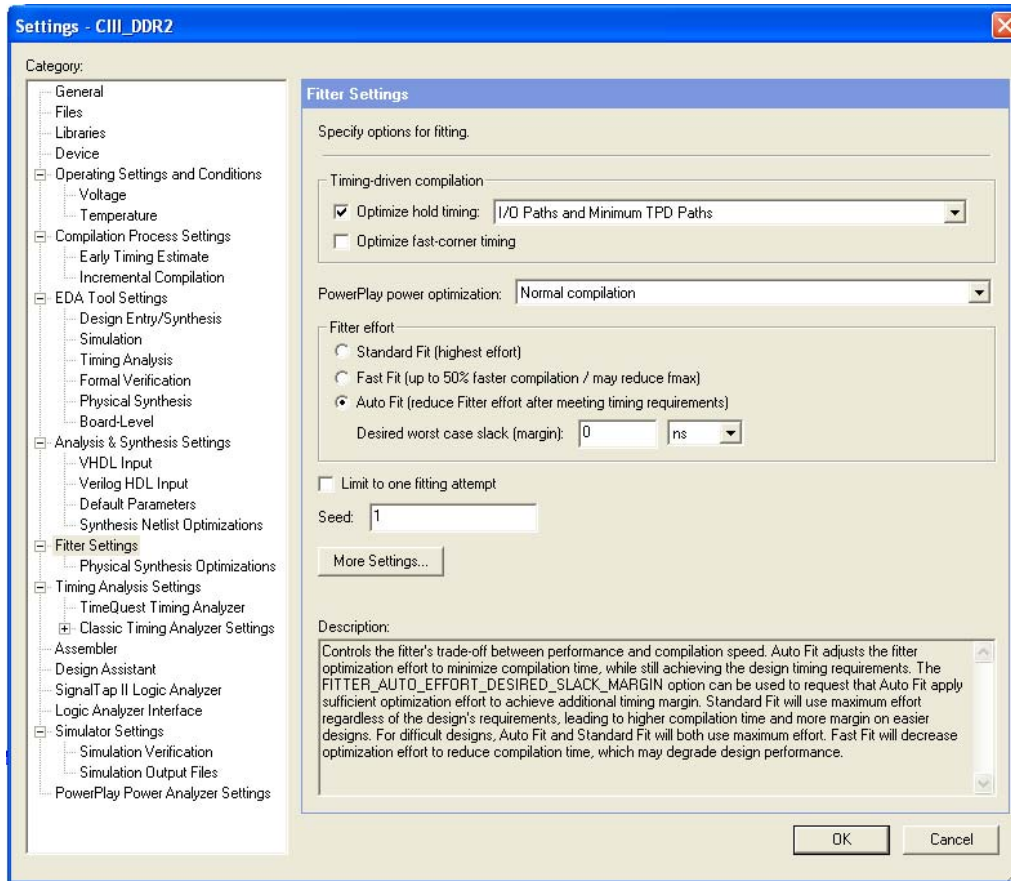 Settings - CIII_DDR2
Category:
General
Files
Libraries
Device
Operating Settings and Conditions
Voltage
Temperature
Compilation Process Settings
Early Timing Estimate
Incremental Compilation
EDA Tool Settings
Design Entry/Synthesis
Simulation
Timing Analysis
Formal Verification
Physical Synthesis
Board-Level
Analysis & Synthesis Settings
VHDL Input
Verilog HDL Input
Default Parameters
Synthesis Netlist Optimizations
Fitter Settings
Physical Synthesis Optimizations
Timing Analysis Settings
TimeQuest Timing Analyzer
Classic Timing Analyzer Settings
Assembler
Design Assistant
SignalTap II Logic Analyzer
Logic Analyzer Interface
Simulator Settings
Simulation Verification
Simulation Output Files
PowerPlay Power Analyzer Settings
Fitter Settings
Specify options for fitting.
Timing-driven compilation
Optimize hold timing: I/O Paths and Minimum TPD Paths
Optimize fast-corner timing
PowerPlay power optimization: Normal compilation
Fitter effort
Standard Fit (highest effort)
Fast Fit (up to 50% faster compilation / may reduce fmax)
Auto Fit (reduce Fitter effort after meeting timing requirements)
Desired worst case slack (margin): 0 ns
Limit to one fitting attempt
Seed: 1
More Settings...
Description:
Controls the fitter's trade-off between performance and compilation speed. Auto Fit adjusts the fitter
optimization effort to minimize compilation time, while still achieving the design timing requirements. The
FITTER_AUTO_EFFORT_DESIRED_SLACK_MARGIN option can be used to request that Auto Fit apply
sufficient optimization effort to achieve additional timing margin. Standard Fit will use maximum effort
regardless of the design's requirements, leading to higher compilation time and more margin on easier
designs. For difficult designs, Auto Fit and Standard Fit will both use maximum effort. Fast Fit will decrease
optimization effort to reduce compilation time, which may degrade design performance.
OK Cancel